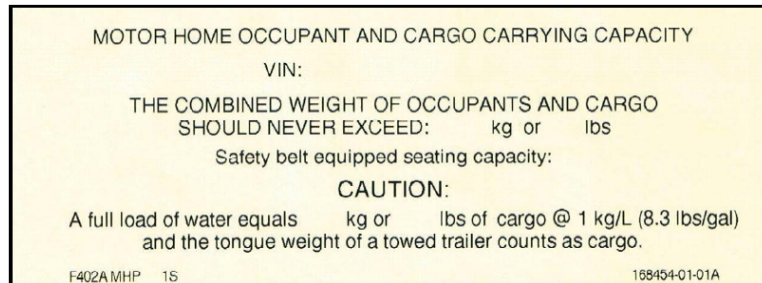 MOTOR HOME OCCUPANT AND CARGO CARRYING CAPACITY
VIN:
THE COMBINED WEIGHT OF OCCUPANTS AND CARGO
SHOULD NEVER EXCEED: kg or lbs
Safety belt equipped seating capacity:
CAUTION:
A full load of water equals kg or lbs of cargo @ 1 kg/L (8.3 lbs/gal)
and the tongue weight of a towed trailer counts as cargo.
F402A MHP 1S 168454-01-01A